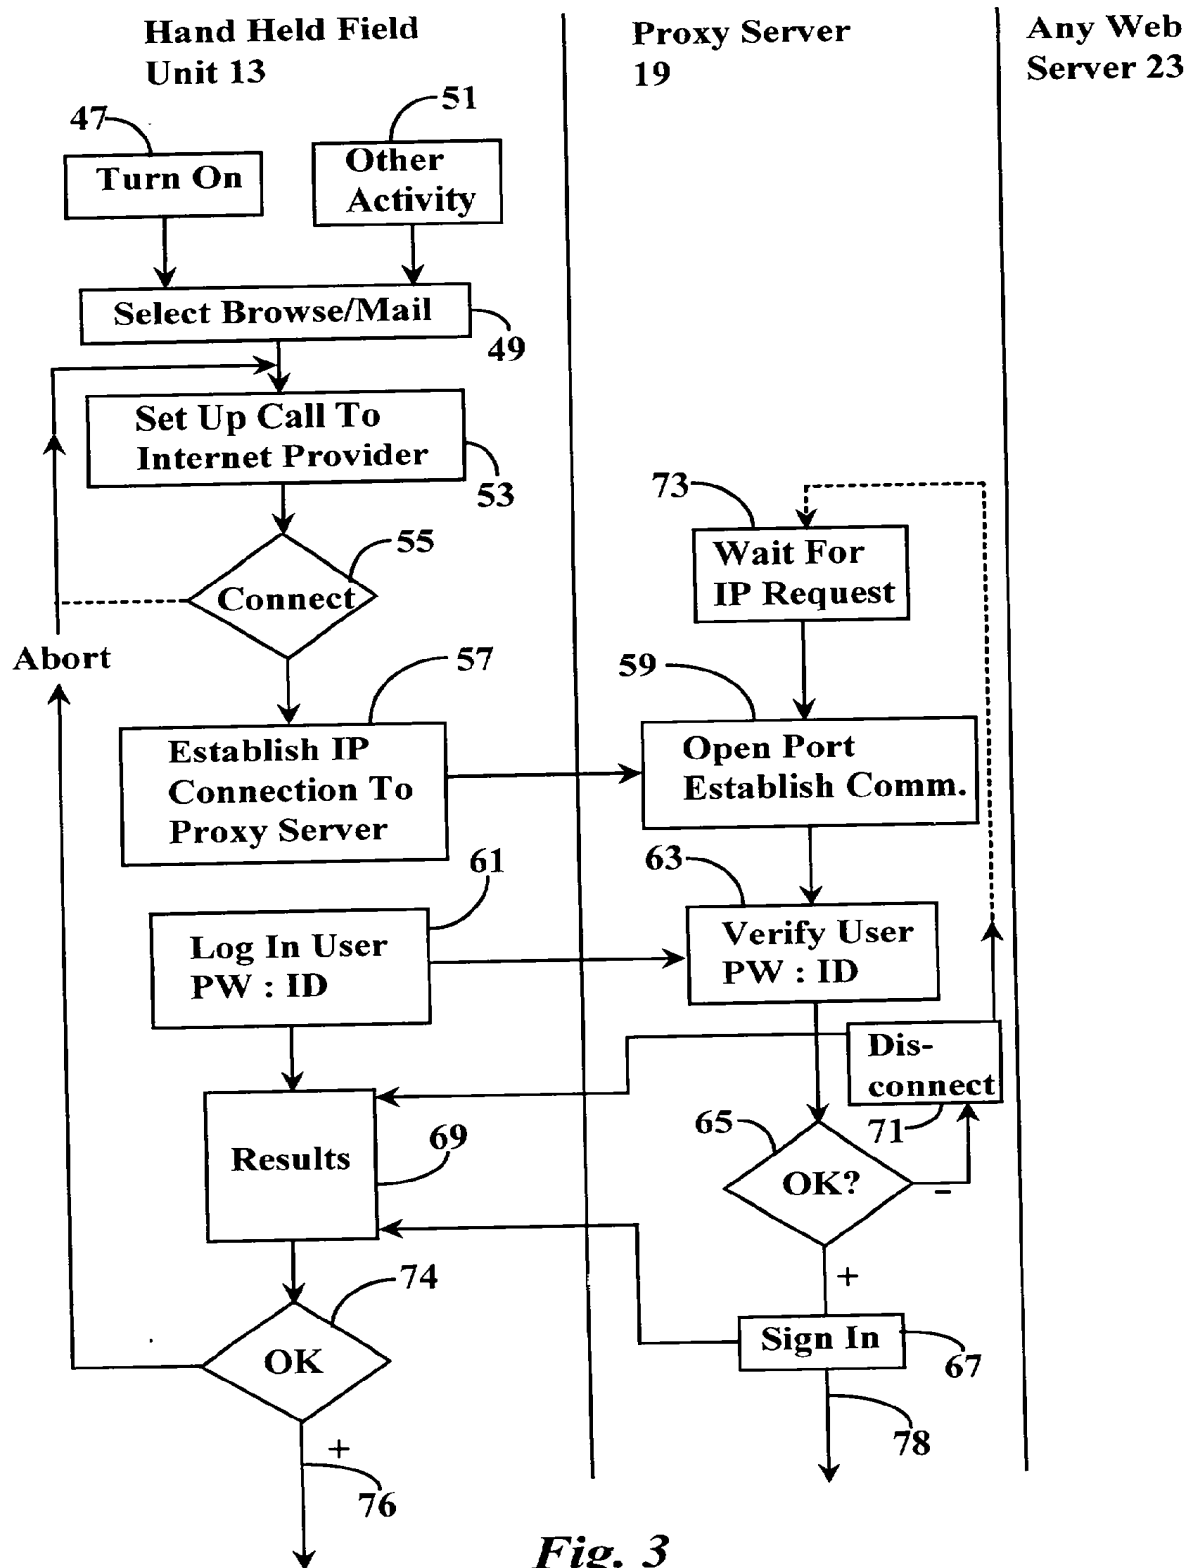 Hand Held Field
Unit 13
Proxy Server
19
Any Web
Server 23
47
51
Turn On
Other
Activity
Select Browse/Mail
49
Set Up Call To
Internet Provider
53
73
Wait For
IP Request
55
Connect
Abort
57
59
Establish IP
Connection To
Proxy Server
Open Port
Establish Comm.
61
63
Log In User
PW : ID
Verify User
PW : ID
Dis-
connect
71
Results
69
65
OK?
-
+
74
OK
Sign In
67
78
+
76
Fig. 3